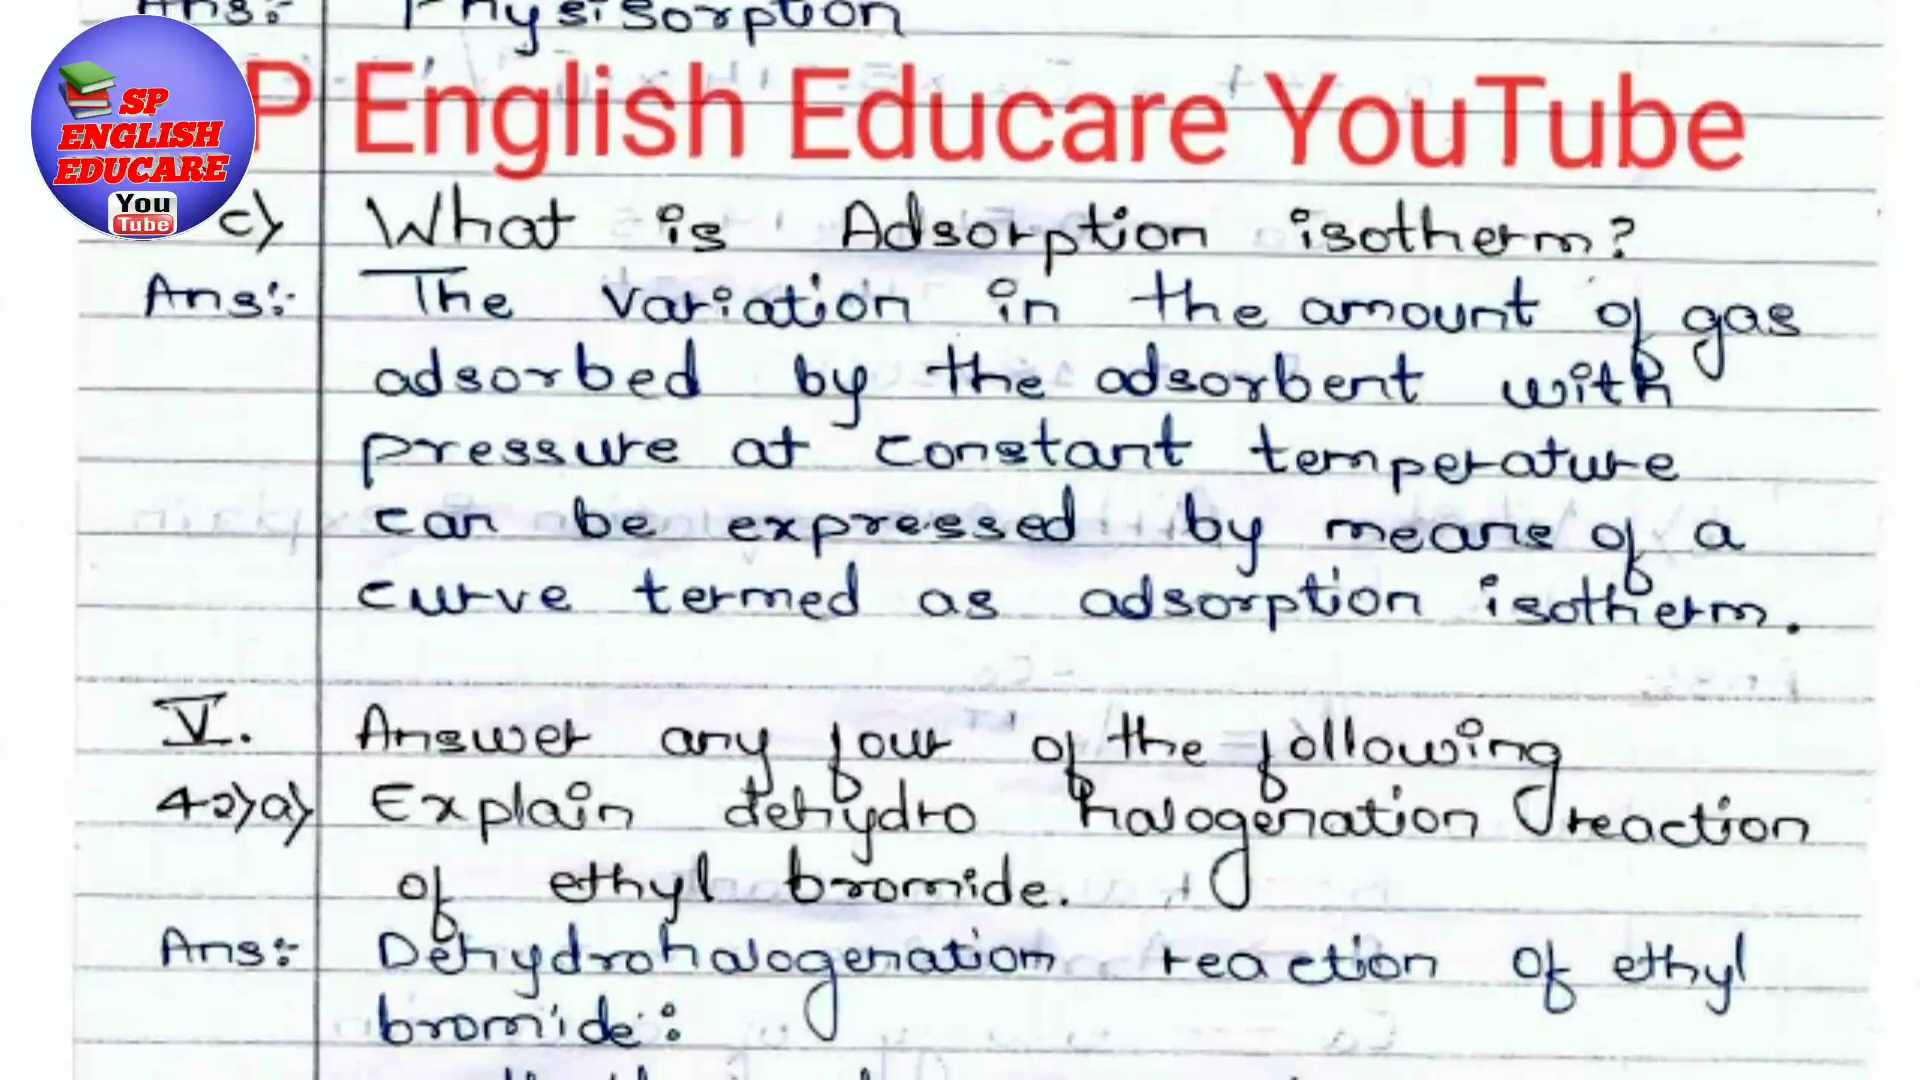 Ans: Physisorption
P English Educare YouTube
SP
ENGLISH
EDUCARE
You
Tube
c) What is Adsorption isotherm?
Ans:- The variation in the amount of gas
adsorbed by the adsorbent with
pressure at constant temperature
can be expressed by means of a
curve termed as adsorption isotherm.
V. Answer any four of the following
42)a) Explain dehydro halogenation reaction
of ethyl bromide.
Ans:- Dehydrohalogenation reaction of ethyl
bromide: